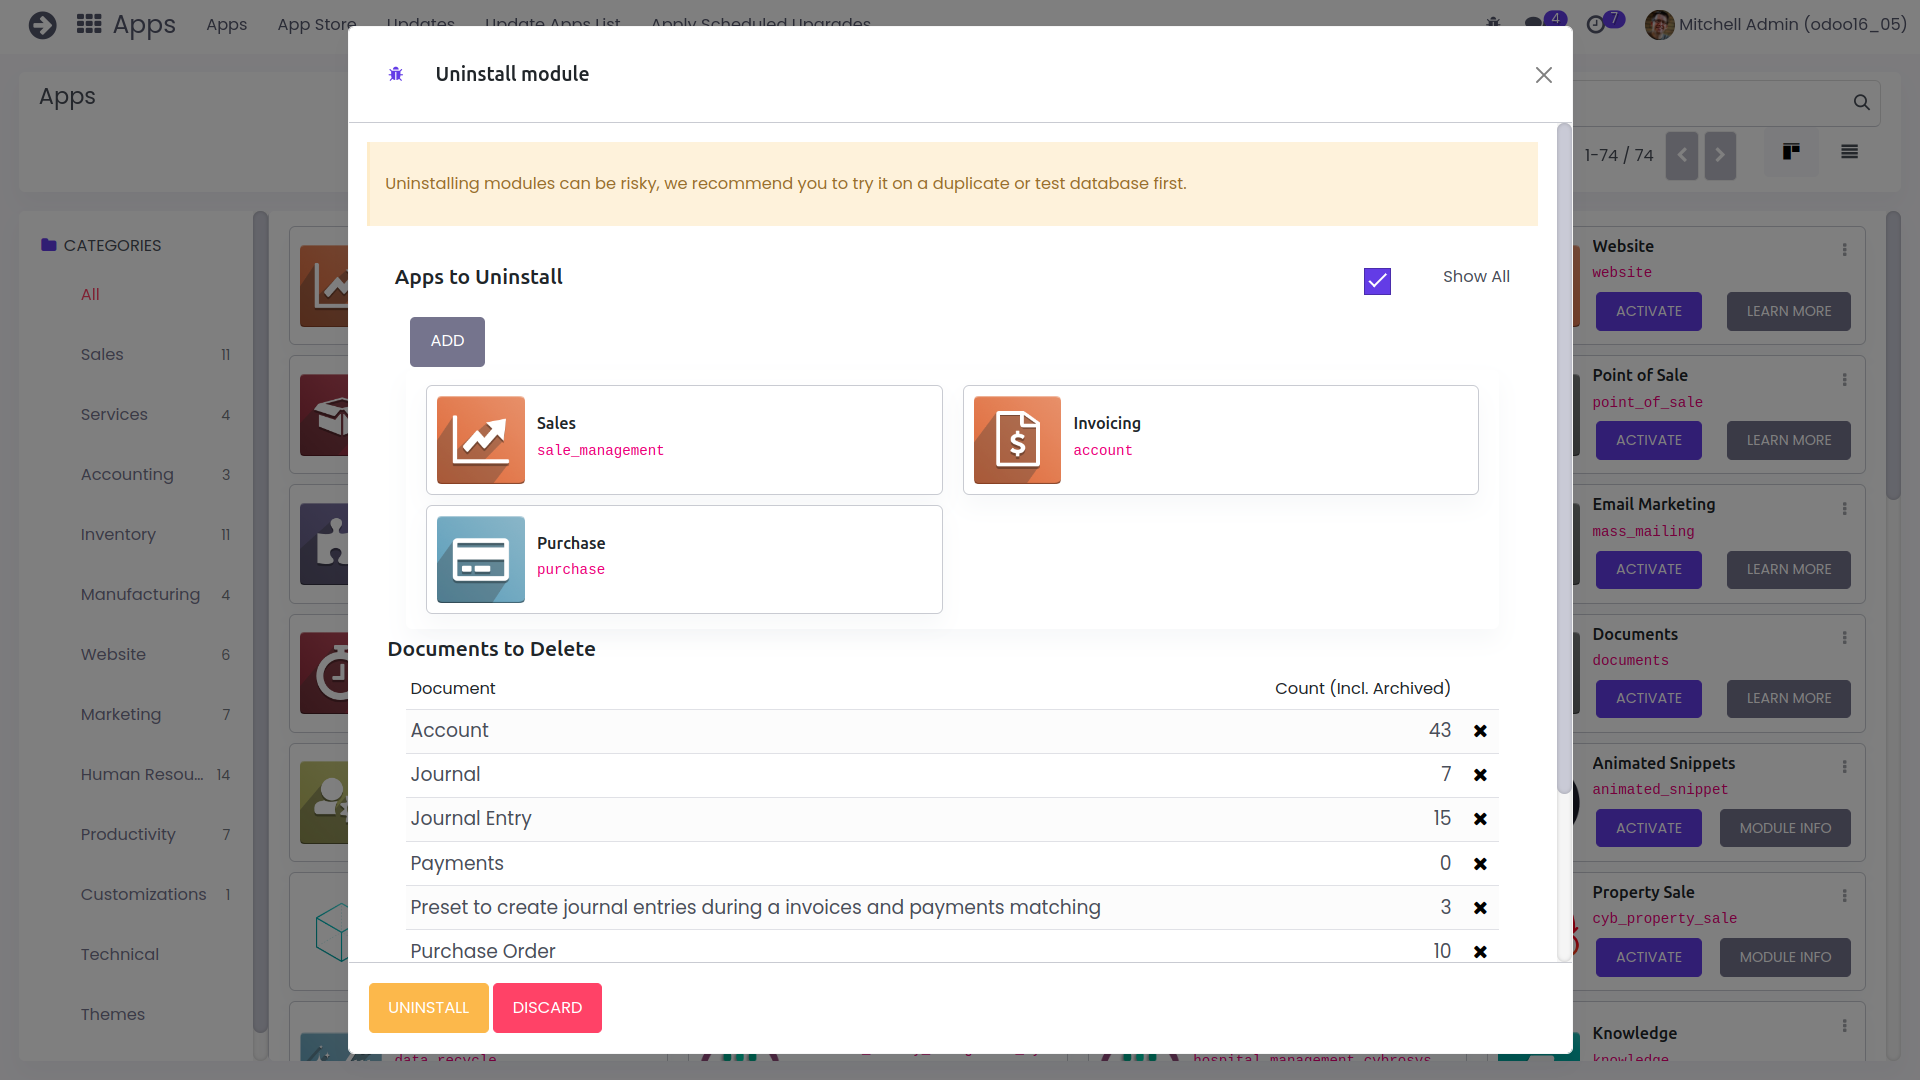 Apps
Apps
App Store
Updates
Update Apps List
Apply Scheduled Upgrades
4
7
Mitchell Admin (odoo16_05)
Apps
1-74 / 74
CATEGORIES
All
Sales 11
Services 4
Accounting 3
Inventory 11
Manufacturing 4
Website 6
Marketing 7
Human Resou... 14
Productivity 7
Customizations 1
Technical
Themes
Uninstall module
Uninstalling modules can be risky, we recommend you to try it on a duplicate or test database first.
Apps to Uninstall
Show All
ADD
Sales
sale_management
Invoicing
account
Purchase
purchase
Documents to Delete
Document Count (Incl. Archived)
Account 43
Journal 7
Journal Entry 15
Payments 0
Preset to create journal entries during a invoices and payments matching 3
Purchase Order 10
UNINSTALL DISCARD
Website
website
ACTIVATE LEARN MORE
Point of Sale
point_of_sale
ACTIVATE LEARN MORE
Email Marketing
mass_mailing
ACTIVATE LEARN MORE
Documents
documents
ACTIVATE LEARN MORE
Animated Snippets
animated_snippet
ACTIVATE MODULE INFO
Property Sale
cyb_property_sale
ACTIVATE MODULE INFO
Knowledge
knowledge
data_recycle
hospital_management_cybrosys